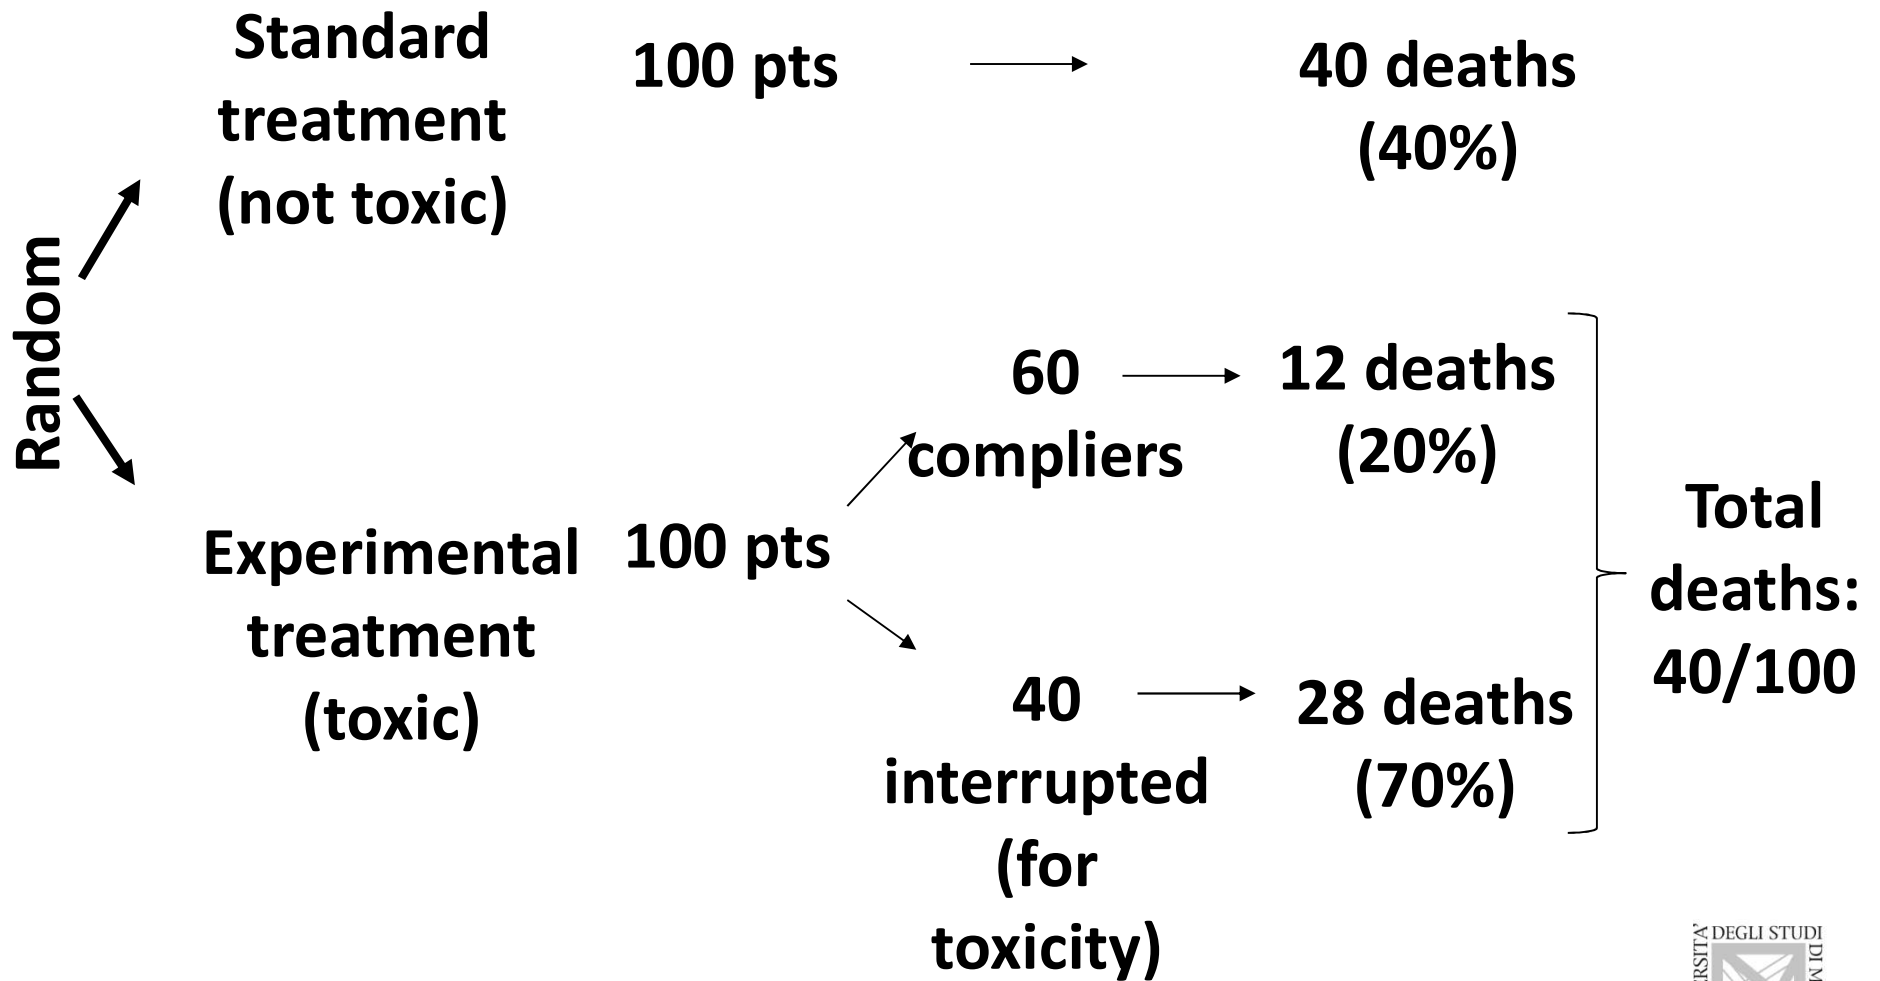 Random
Standard
treatment
(not toxic)
100 pts
40 deaths
(40%)
Experimental
treatment
(toxic)
100 pts
60
compliers
12 deaths
(20%)
40
interrupted
(for
toxicity)
28 deaths
(70%)
Total
deaths:
40/100
DEGLI STUDI